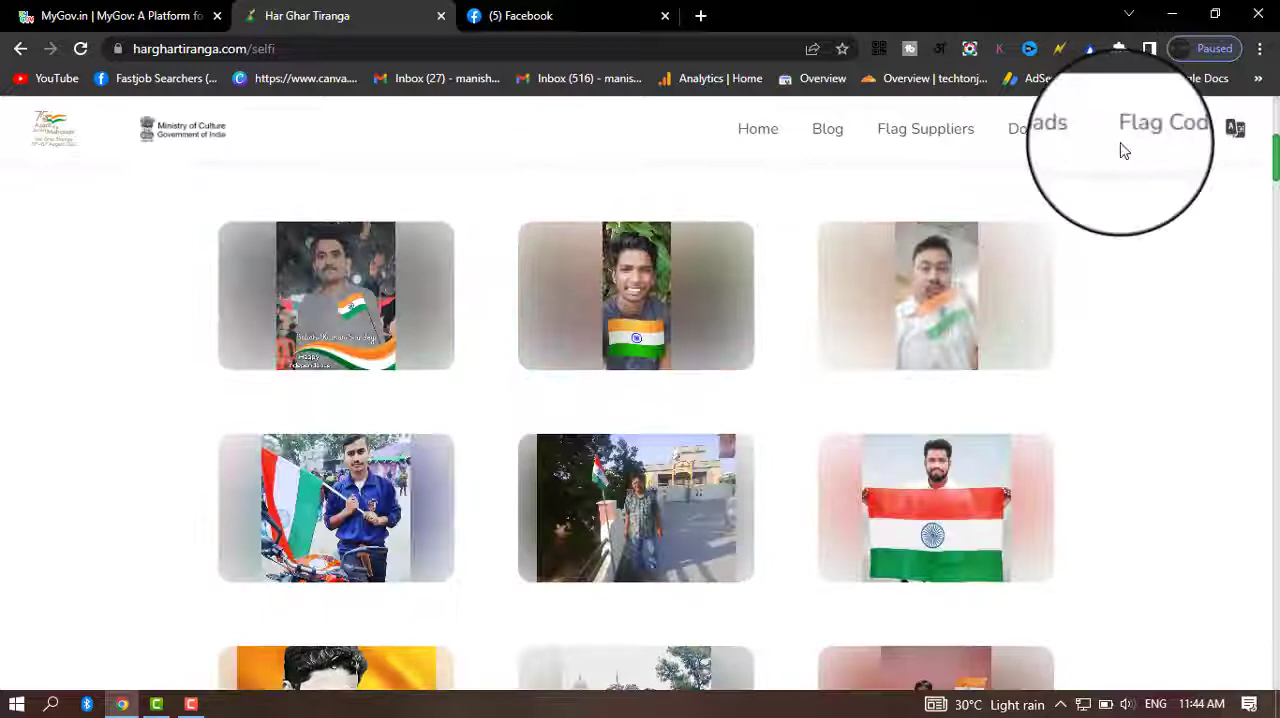 MyGov.in | MyGov: A Platform fo
Har Ghar Tiranga
(5) Facebook
harghartiranga.com/selfi
Paused
YouTube
Fastjob Searchers (...
https://www.canva....
Inbox (27) - manish...
Inbox (516) - manis...
Analytics | Home
Overview
Overview | techtonj...
AdSe
gle Docs
Ministry of Culture
Government of India
Home
Blog
Flag Suppliers
Do
ads
Flag Cod
Happy
ENG
30°C Light rain
11:44 AM